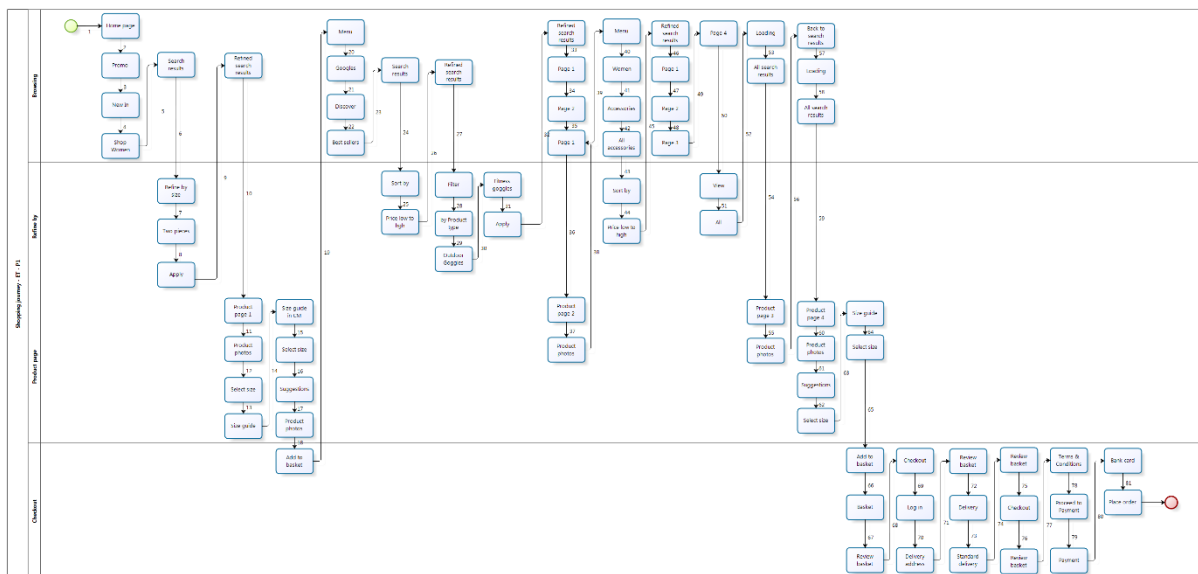 Shopping journey - ET - P1
Browsing
Home page
Promo
New in
Shop
Women
Search
results
Refined
search
results
Menu
Googles
Discover
Best sellers
Search
results
Refined
search
results
Refined
search
results
Page 1
Page 2
Page 1
Menu
Women
Accessories
All
accessories
Refined
search
results
Page 1
Page 2
Page 3
Page 4
Loading
All search
results
Back to
search
results
Loading
All search
results
Refine by
Refine by
size
Two pieces
Apply
Sort by
Price low to
high
Filter
by Product
type
Outdoor
Goggles
Fitness
goggles
Apply
Sort by
Price low to
high
View
All
Product page
Product
page 1
Product
photos
Select size
Size guide
Size guide
in CM
Select size
Suggestions
Product
photos
Product
page 2
Product
photos
Product
page 3
Product
photos
Product
page 4
Product
photos
Suggestions
Select size
Size guide
Select size
Checkout
Add to
basket
Add to
basket
Basket
Review
basket
Checkout
Log in
Delivery
address
Review
basket
Delivery
Standard
delivery
Review
basket
Checkout
Review
basket
Terms &
Conditions
Proceed to
Payment
Payment
Bank card
Place order